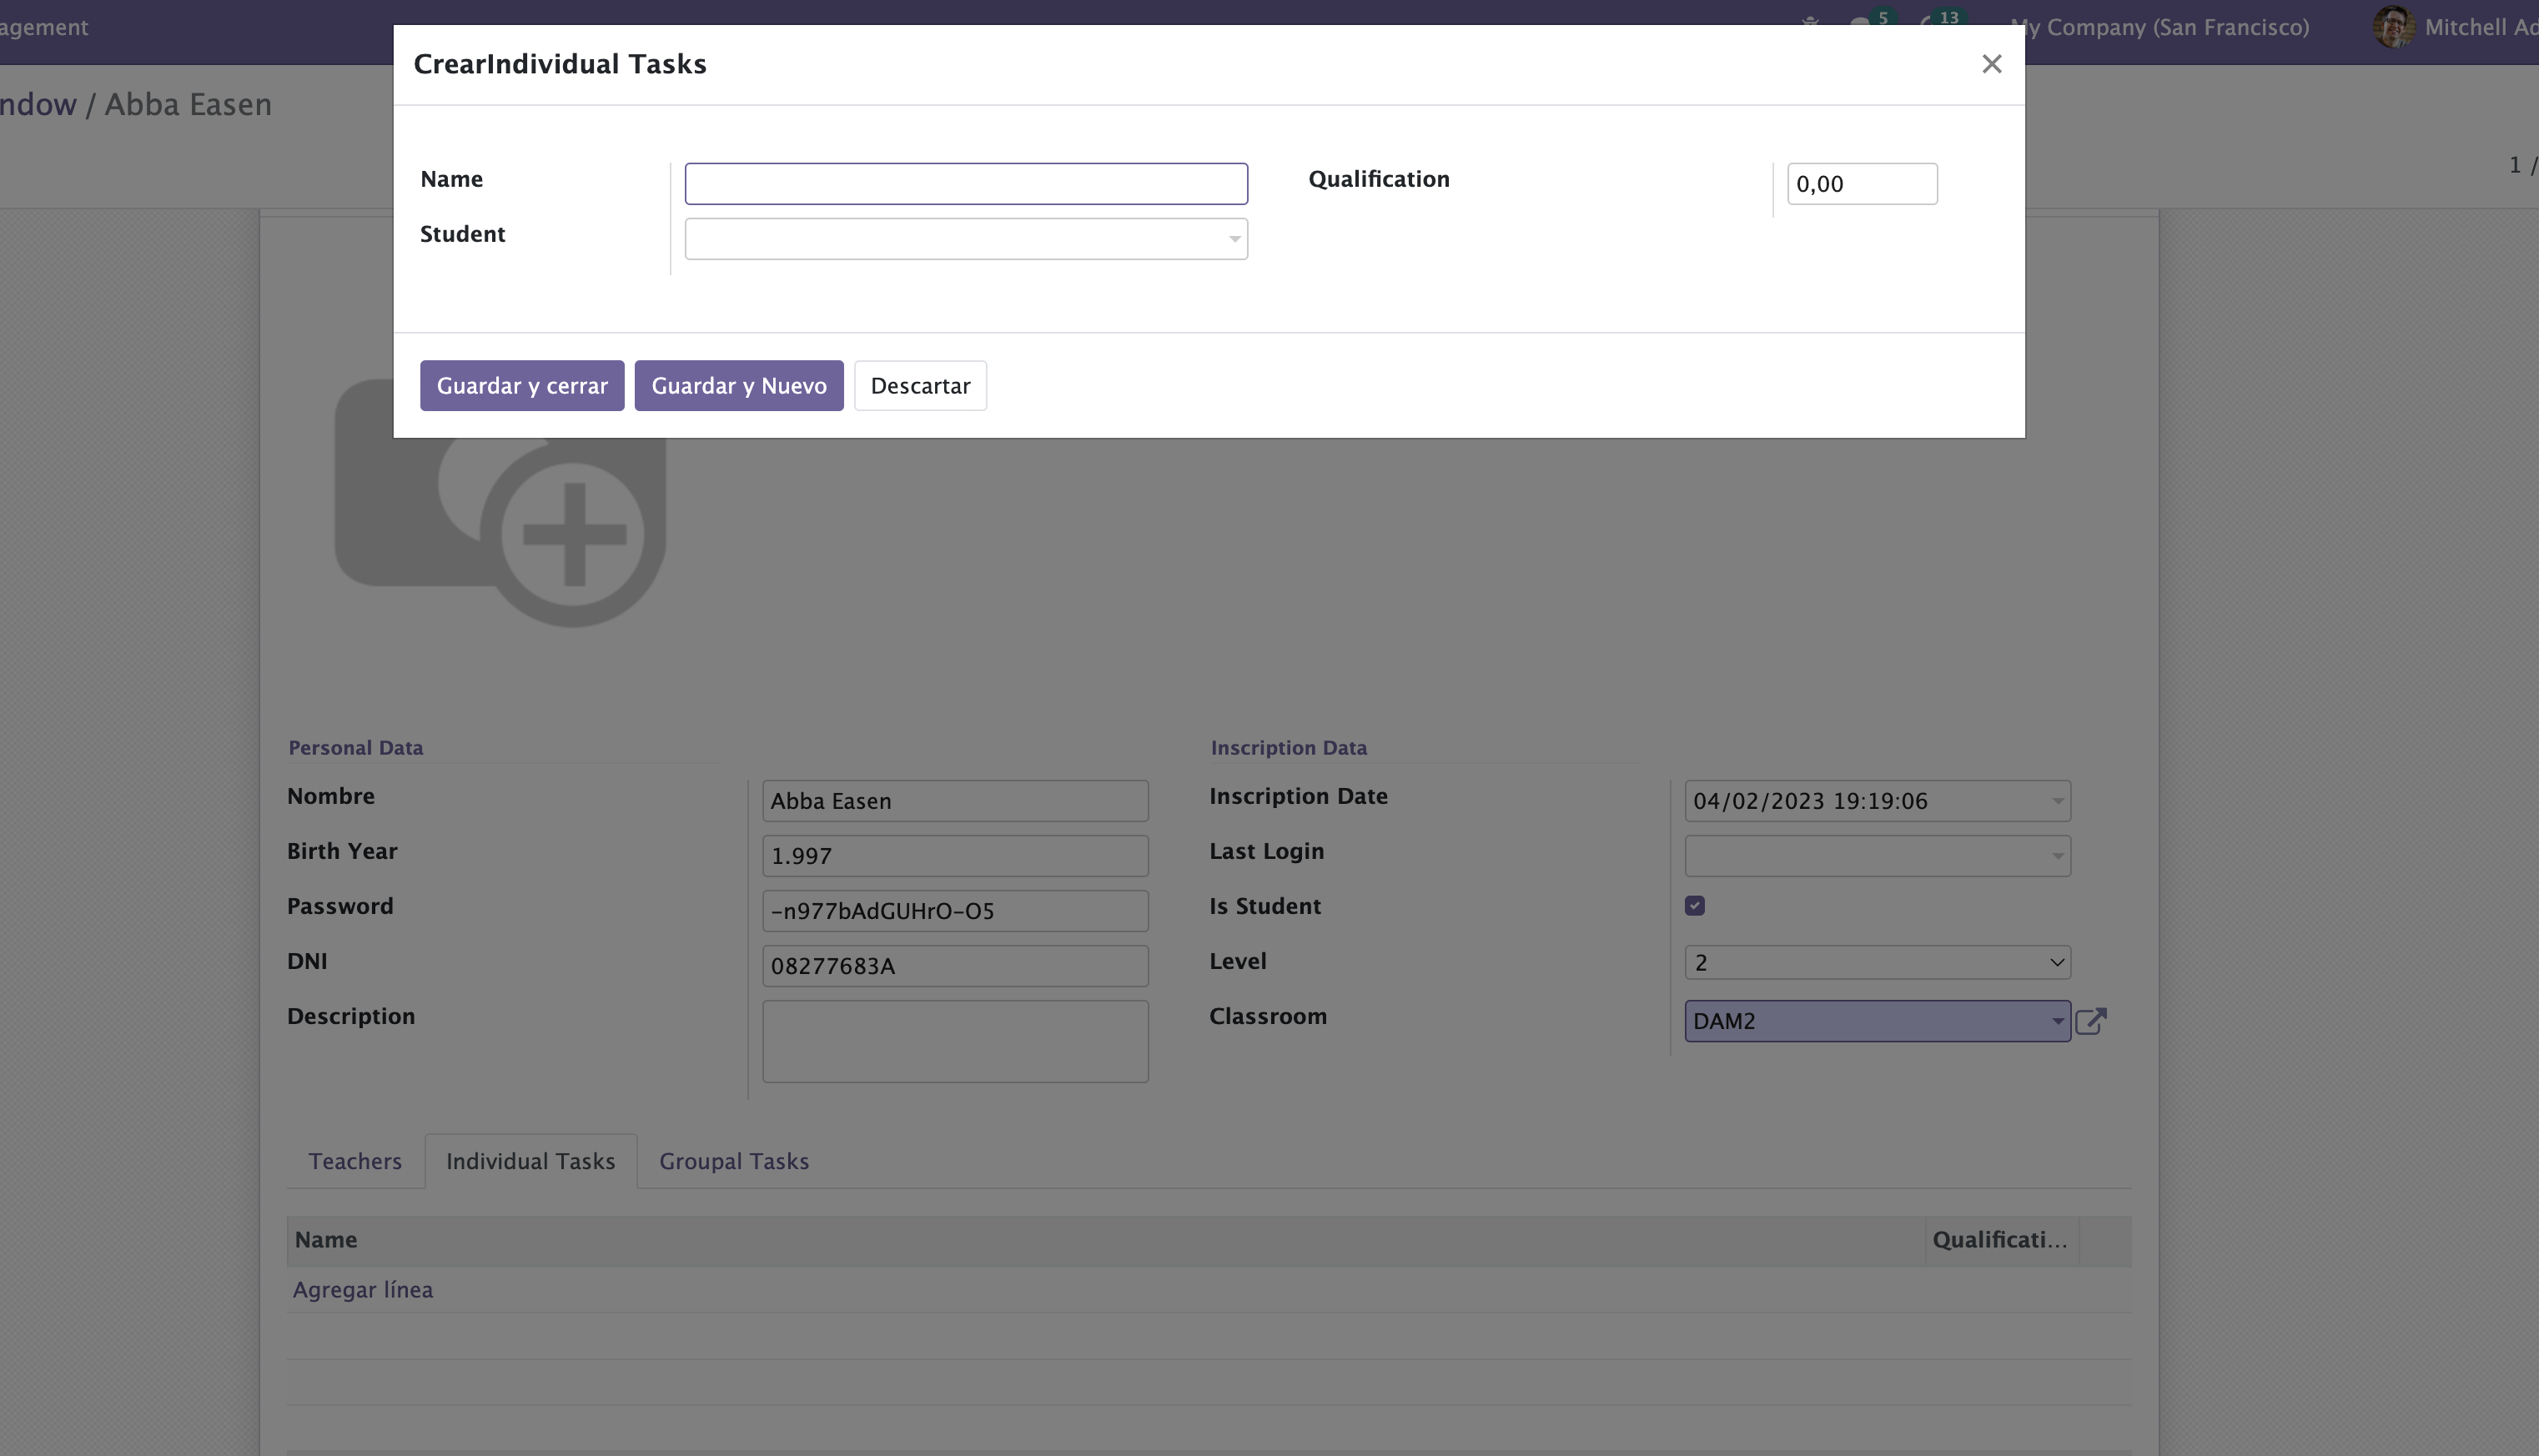 agement
5
13
My Company (San Francisco)
Mitchell Ad
CrearIndividual Tasks
ndow / Abba Easen
1 /
Name
Qualification
0,00
Student
Guardar y cerrar
Guardar y Nuevo
Descartar
Personal Data
Nombre
Abba Easen
Birth Year
1.997
Password
-n977bAdGUHrO-O5
DNI
08277683A
Description
Inscription Data
Inscription Date
04/02/2023 19:19:06
Last Login
Is Student
Level
2
Classroom
DAM2
Teachers
Individual Tasks
Groupal Tasks
Name
Qualificati...
Agregar línea